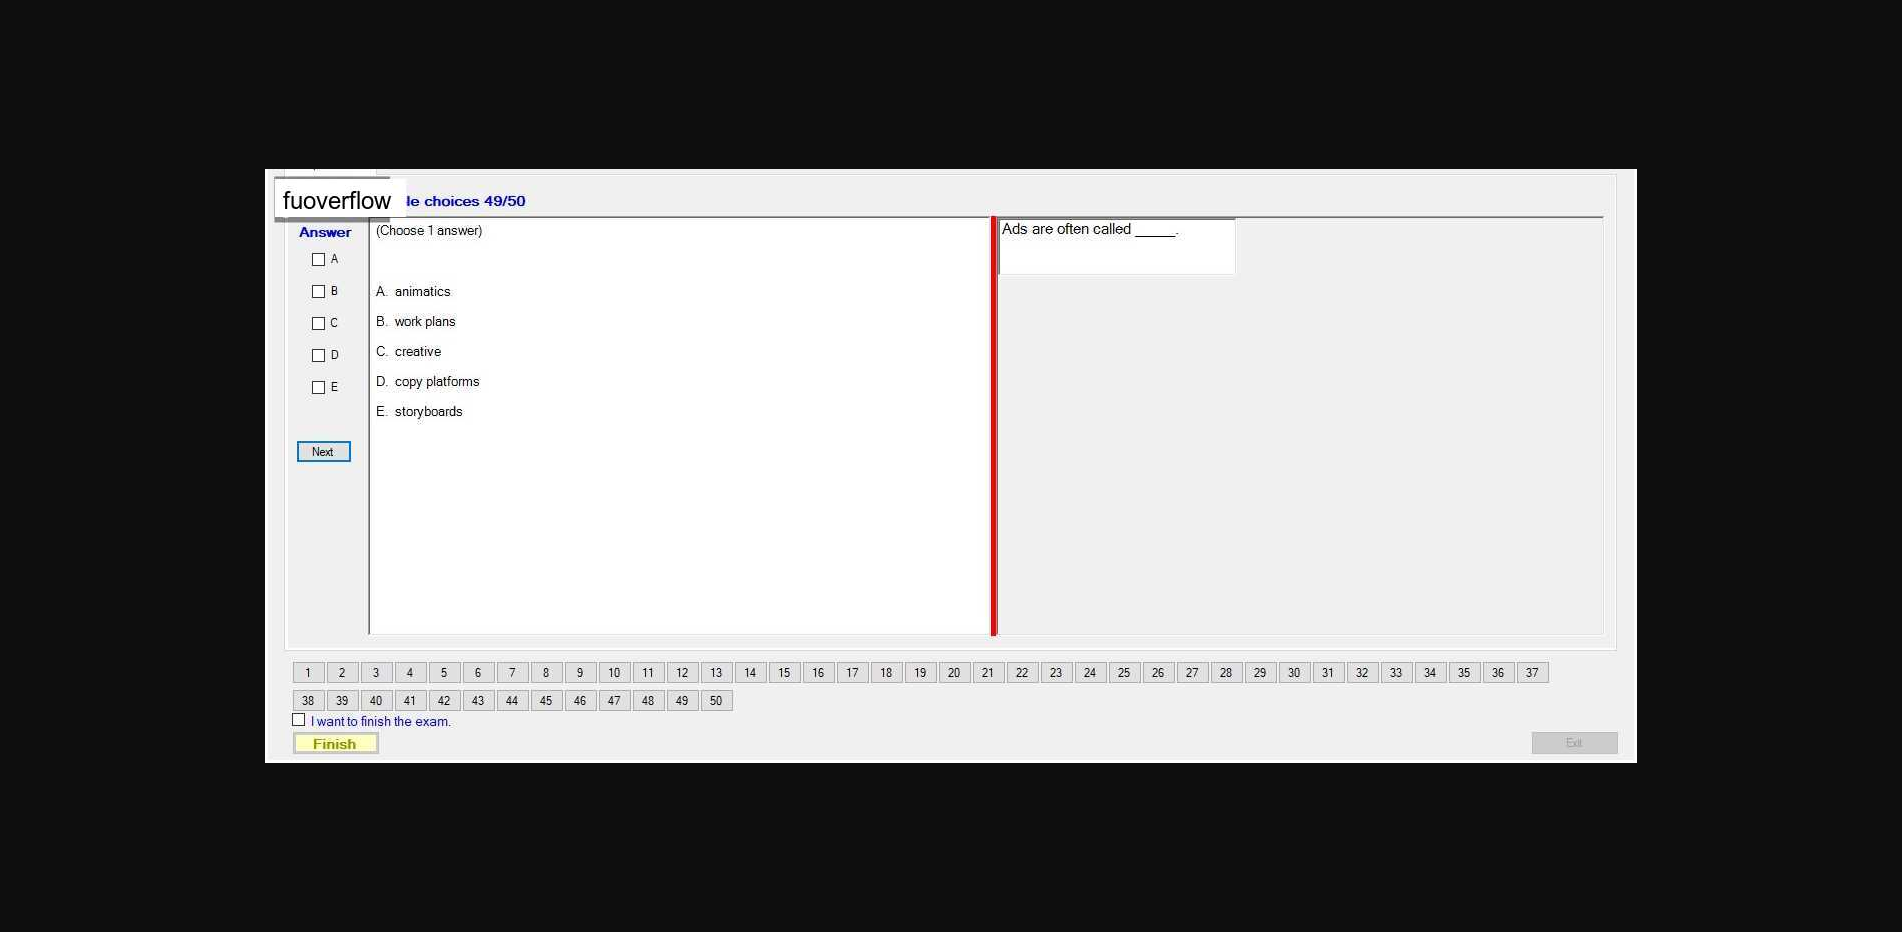 fuoverflow
le choices 49/50
Answer
(Choose 1 answer)
Ads are often called _____.
A
B
C
D
E
A. animatics
B. work plans
C. creative
D. copy platforms
E. storyboards
Next
1 2 3 4 5 6 7 8 9 10 11 12 13 14 15 16 17 18 19 20 21 22 23 24 25 26 27 28 29 30 31 32 33 34 35 36 37
38 39 40 41 42 43 44 45 46 47 48 49 50
I want to finish the exam.
Finish
Exit